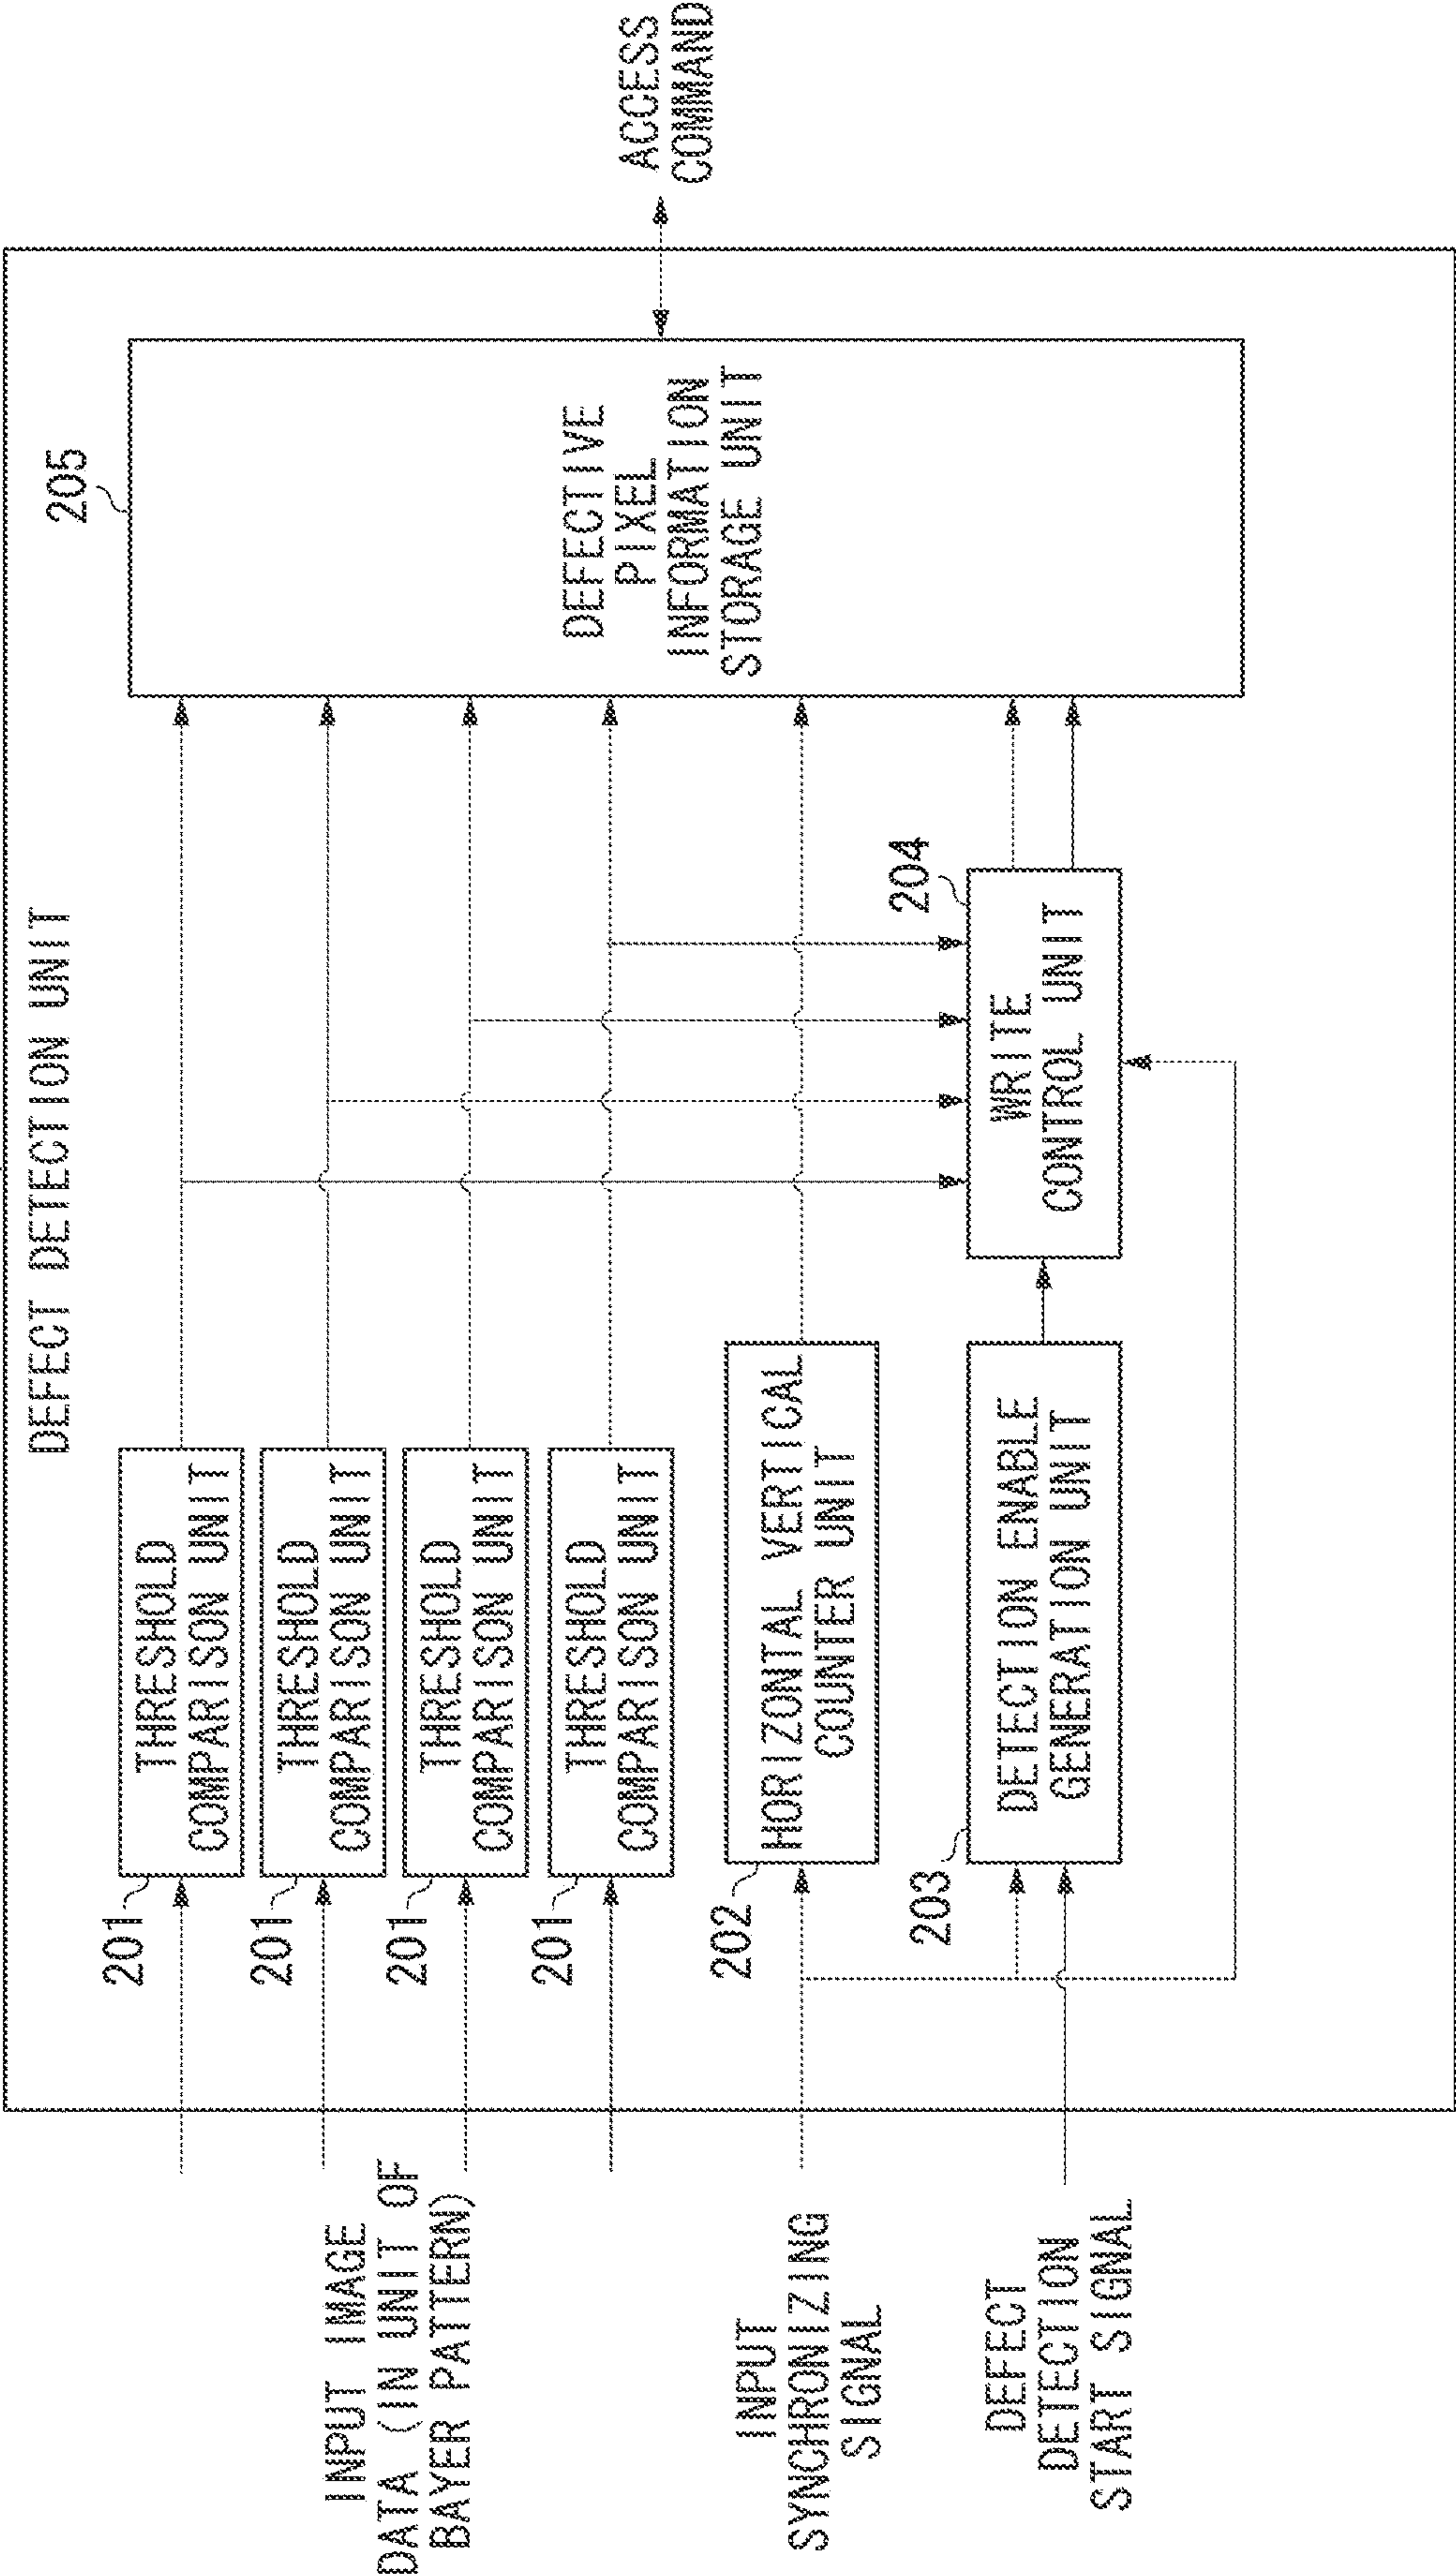 DEFECT DETECTION UNIT
INPUT IMAGE
DATA (IN UNIT OF
BAYER PATTERN)
201
THRESHOLD
COMPARISON UNIT
201
THRESHOLD
COMPARISON UNIT
201
THRESHOLD
COMPARISON UNIT
201
THRESHOLD
COMPARISON UNIT
INPUT
SYNCHRONIZING
SIGNAL
202
HORIZONTAL VERTICAL
COUNTER UNIT
DEFECT
DETECTION
START SIGNAL
203
DETECTION ENABLE
GENERATION UNIT
204
WRITE
CONTROL UNIT
205
DEFECTIVE
PIXEL
INFORMATION
STORAGE UNIT
ACCESS
COMMAND